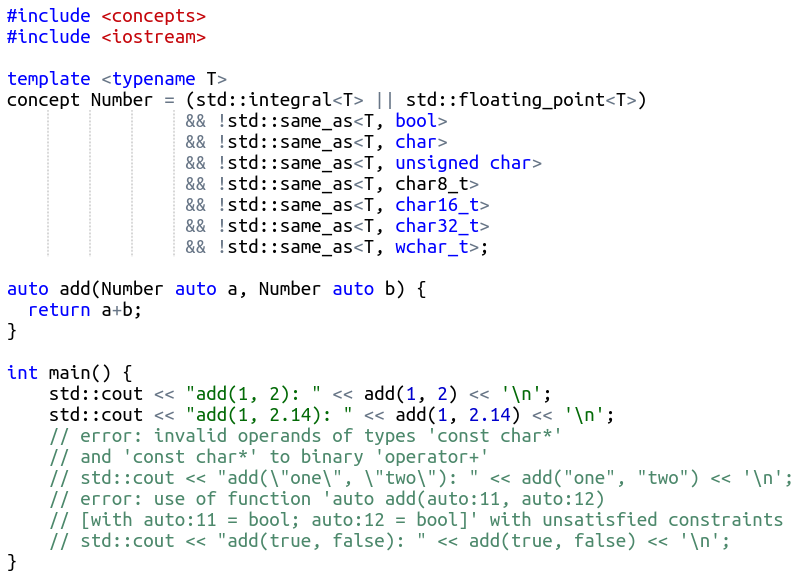 #include <concepts>
#include <iostream>

template <typename T>
concept Number = (std::integral<T> || std::floating_point<T>)
                 && !std::same_as<T, bool>
                 && !std::same_as<T, char>
                 && !std::same_as<T, unsigned char>
                 && !std::same_as<T, char8_t>
                 && !std::same_as<T, char16_t>
                 && !std::same_as<T, char32_t>
                 && !std::same_as<T, wchar_t>;

auto add(Number auto a, Number auto b) {
  return a+b;
}

int main() {
    std::cout << "add(1, 2): " << add(1, 2) << '\n';
    std::cout << "add(1, 2.14): " << add(1, 2.14) << '\n';
    // error: invalid operands of types 'const char*'
    // and 'const char*' to binary 'operator+'
    // std::cout << "add(\"one\", \"two\"): " << add("one", "two") << '\n';
    // error: use of function 'auto add(auto:11, auto:12)
    // [with auto:11 = bool; auto:12 = bool]' with unsatisfied constraints
    // std::cout << "add(true, false): " << add(true, false) << '\n';
}